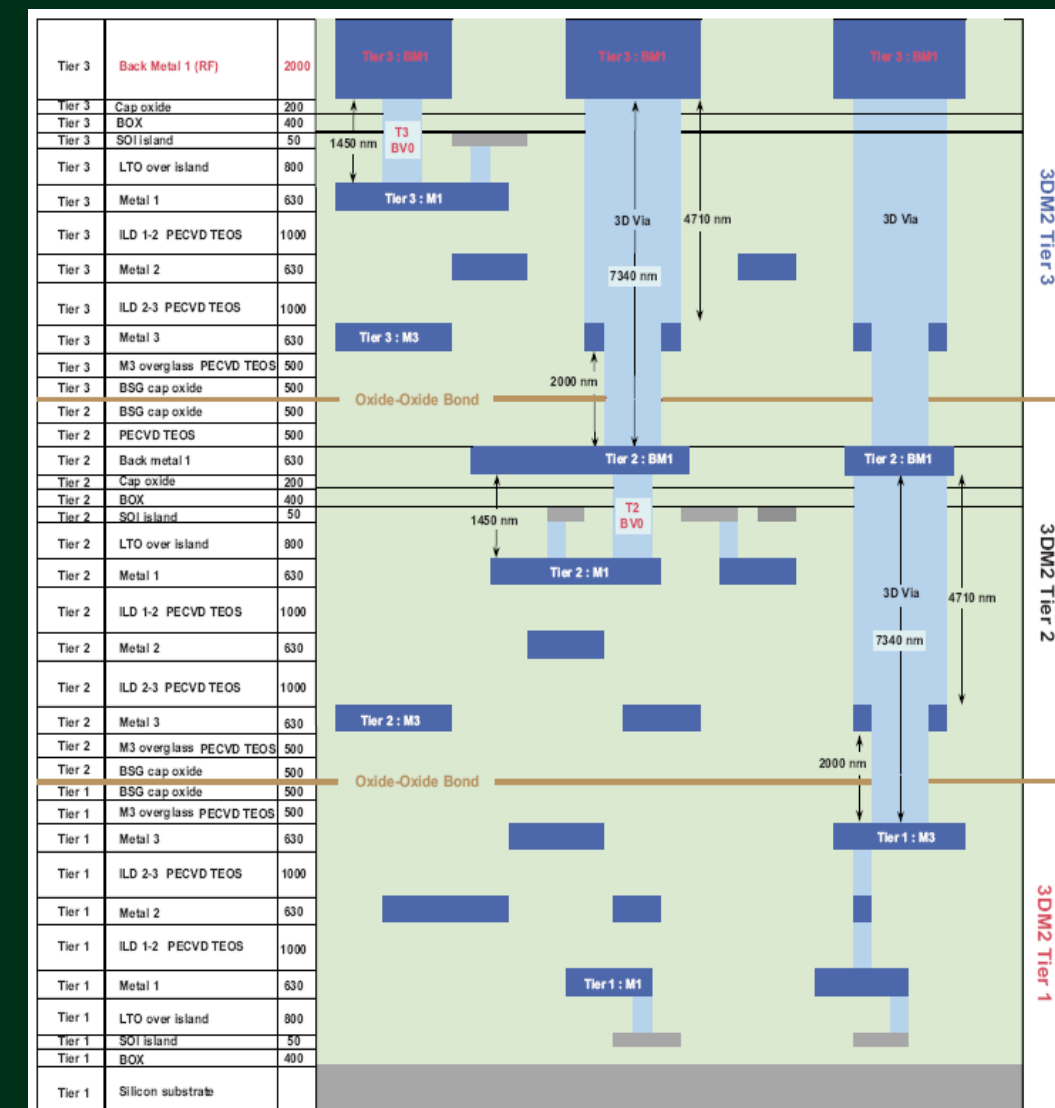 Tier 3 Back Metal 1 (RF) 2000
Tier 3 Cap oxide 200
Tier 3 BOX 400
Tier 3 SOI island 50
Tier 3 LTO over island 800
Tier 3 Metal 1 630
Tier 3 ILD 1-2 PECVD TEOS 1000
Tier 3 Metal 2 630
Tier 3 ILD 2-3 PECVD TEOS 1000
Tier 3 Metal 3 630
Tier 3 M3 overglass PECVD TEOS 500
Tier 3 BSG cap oxide 500
Tier 2 BSG cap oxide 500
Tier 2 PECVD TEOS 500
Tier 2 Back metal 1 630
Tier 2 Cap oxide 200
Tier 2 BOX 400
Tier 2 SOI island 50
Tier 2 LTO over island 800
Tier 2 Metal 1 630
Tier 2 ILD 1-2 PECVD TEOS 1000
Tier 2 Metal 2 630
Tier 2 ILD 2-3 PECVD TEOS 1000
Tier 2 Metal 3 630
Tier 2 M3 overglass PECVD TEOS 500
Tier 2 BSG cap oxide 500
Tier 1 BSG cap oxide 500
Tier 1 M3 overglass PECVD TEOS 500
Tier 1 Metal 3 630
Tier 1 ILD 2-3 PECVD TEOS 1000
Tier 1 Metal 2 630
Tier 1 ILD 1-2 PECVD TEOS 1000
Tier 1 Metal 1 630
Tier 1 LTO over island 800
Tier 1 SOI island 50
Tier 1 BOX 400
Tier 1 Silicon substrate
Tier 3 : BM1 Tier 3 : BM1 Tier 3 : BM1
T3
BV0
1450 nm
Tier 3 : M1
3D Via 4710 nm 3D Via
7340 nm
Tier 3 : M3
2000 nm
Oxide-Oxide Bond
Tier 2 : BM1 Tier 2 : BM1
T2
BV0
1450 nm
Tier 2 : M1
3D Via 4710 nm
7340 nm
Tier 2 : M3
2000 nm
Oxide-Oxide Bond
Tier 1 : M3
Tier 1 : M1
3DM2 Tier 3
3DM2 Tier 2
3DM2 Tier 1